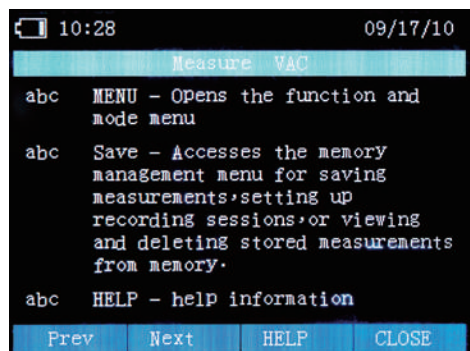 10:28 09/17/10
Measure VAC
abc MENU - Opens the function and
mode menu
abc Save - Accesses the memory
management menu for saving
measurements,setting up
recording sessions,or viewing
and deleting stored measurements
from memory.
abc HELP - help information
Prev Next HELP CLOSE